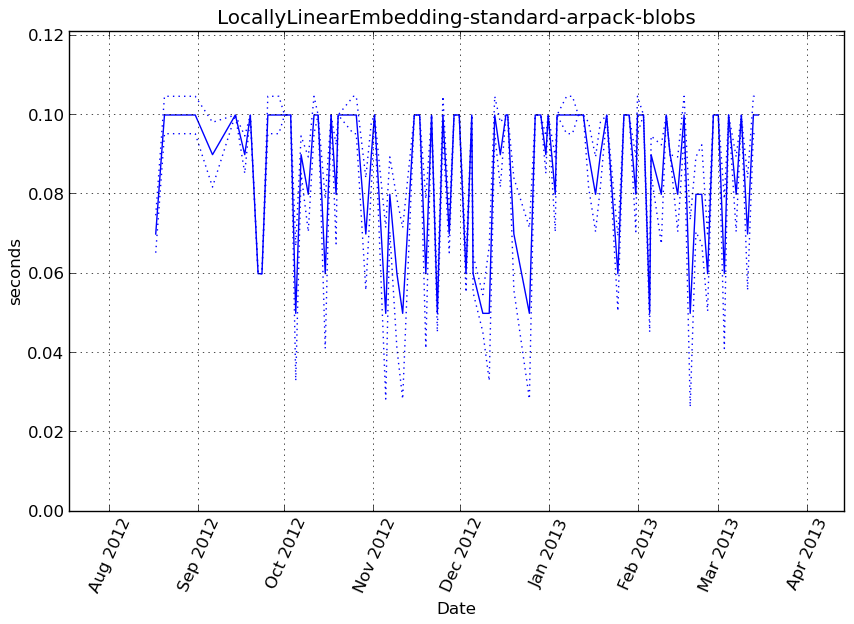 LocallyLinearEmbedding-standard-arpack-blobs
0.12
0.10
0.08
0.06
0.04
0.02
0.00
seconds
Aug 2012
Sep 2012
Oct 2012
Nov 2012
Dec 2012
Jan 2013
Feb 2013
Mar 2013
Apr 2013
Date